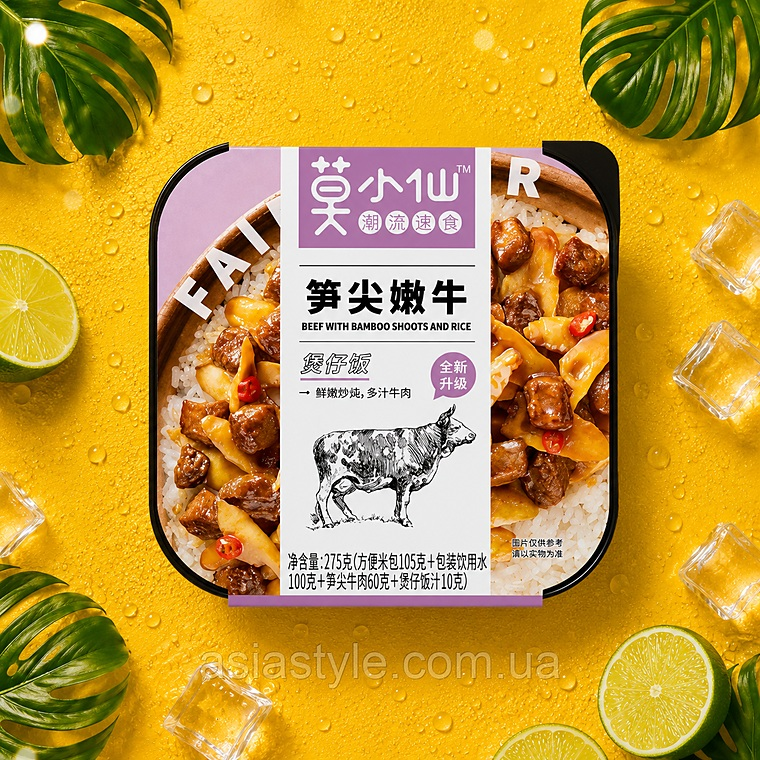 莫小仙™
潮流速食
FAI
R
笋尖嫩牛
BEEF WITH BAMBOO SHOOTS AND RICE
煲仔饭
全新
升级
→ 鲜嫩炒炖,多汁牛肉
图片仅供参考
请以实物为准
净含量:275克(方便米包105克+包装饮用水
100克+笋尖牛肉60克+煲仔饭汁10克)
asiastyle.com.ua